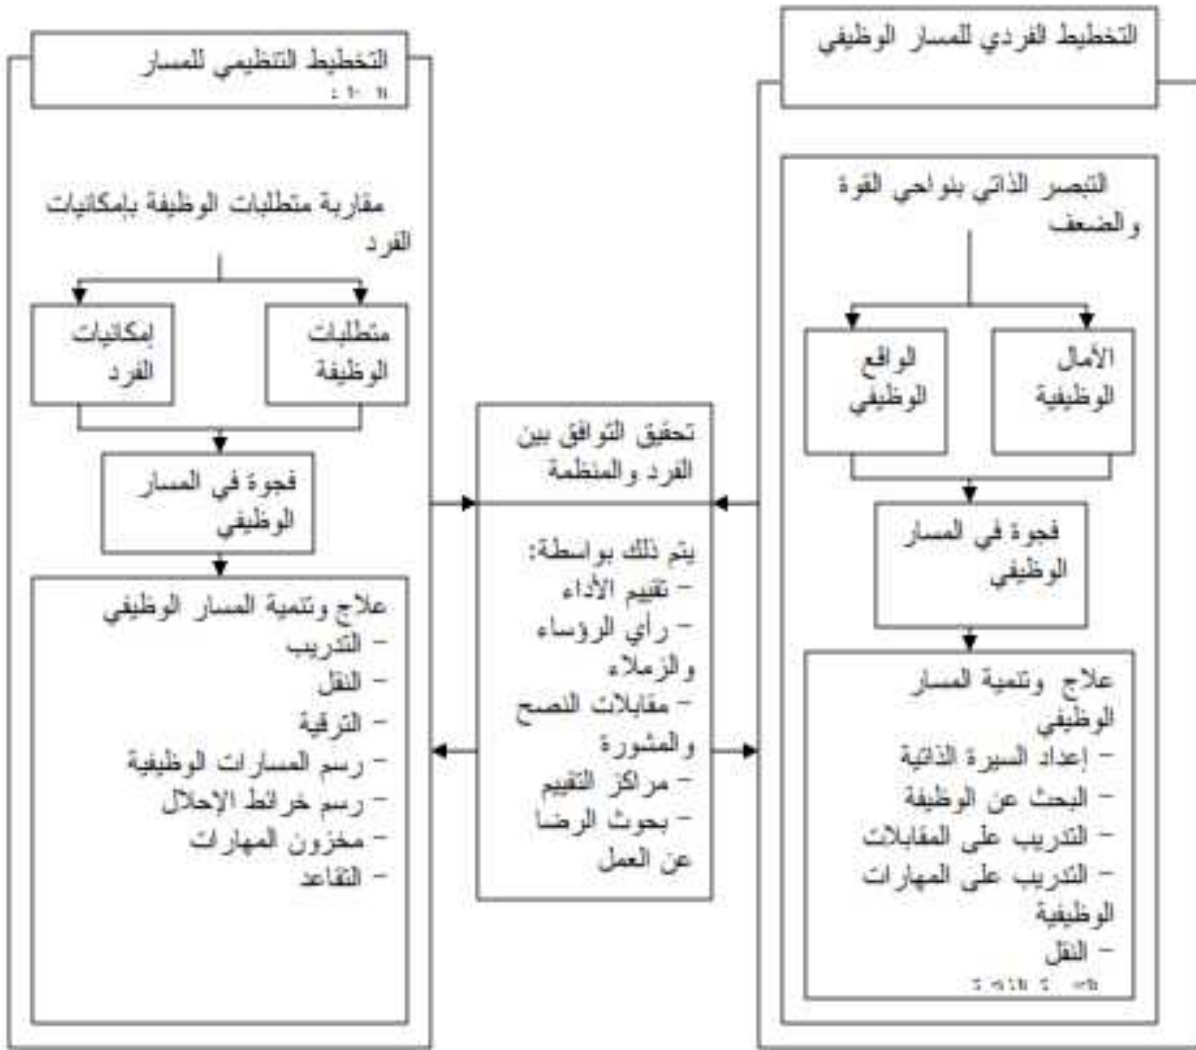 التخطيط الفردي للمسار الوظيفي
التبصر الذاتي بنواحي القوة
والضعف
الأمال
الوظيفية
الواقع
الوظيفي
فجوة في المسار
الوظيفي
علاج وتنمية المسار
الوظيفي
- إعداد السيرة الذاتية
- البحث عن الوظيفة
- التدريب على المقابلات
- التدريب على المهارات
الوظيفية
- النقل
تحقيق التوافق بين
الفرد والمنظمة
يتم ذلك بواسطة:
- تقييم الأداء
- رأي الرؤساء
والزملاء
- مقابلات النصح
والمشورة
- مراكز التقييم
- بحوث الرضا
عن العمل
التخطيط التنظيمي للمسار
مقاربة متطلبات الوظيفة بإمكانيات
الفرد
متطلبات
الوظيفة
إمكانيات
الفرد
فجوة في المسار
الوظيفي
علاج وتنمية المسار الوظيفي
- التدريب
- النقل
- الترقية
- رسم المسارات الوظيفية
- رسم خرائط الإحلال
- مخزون المهارات
- التقاعد